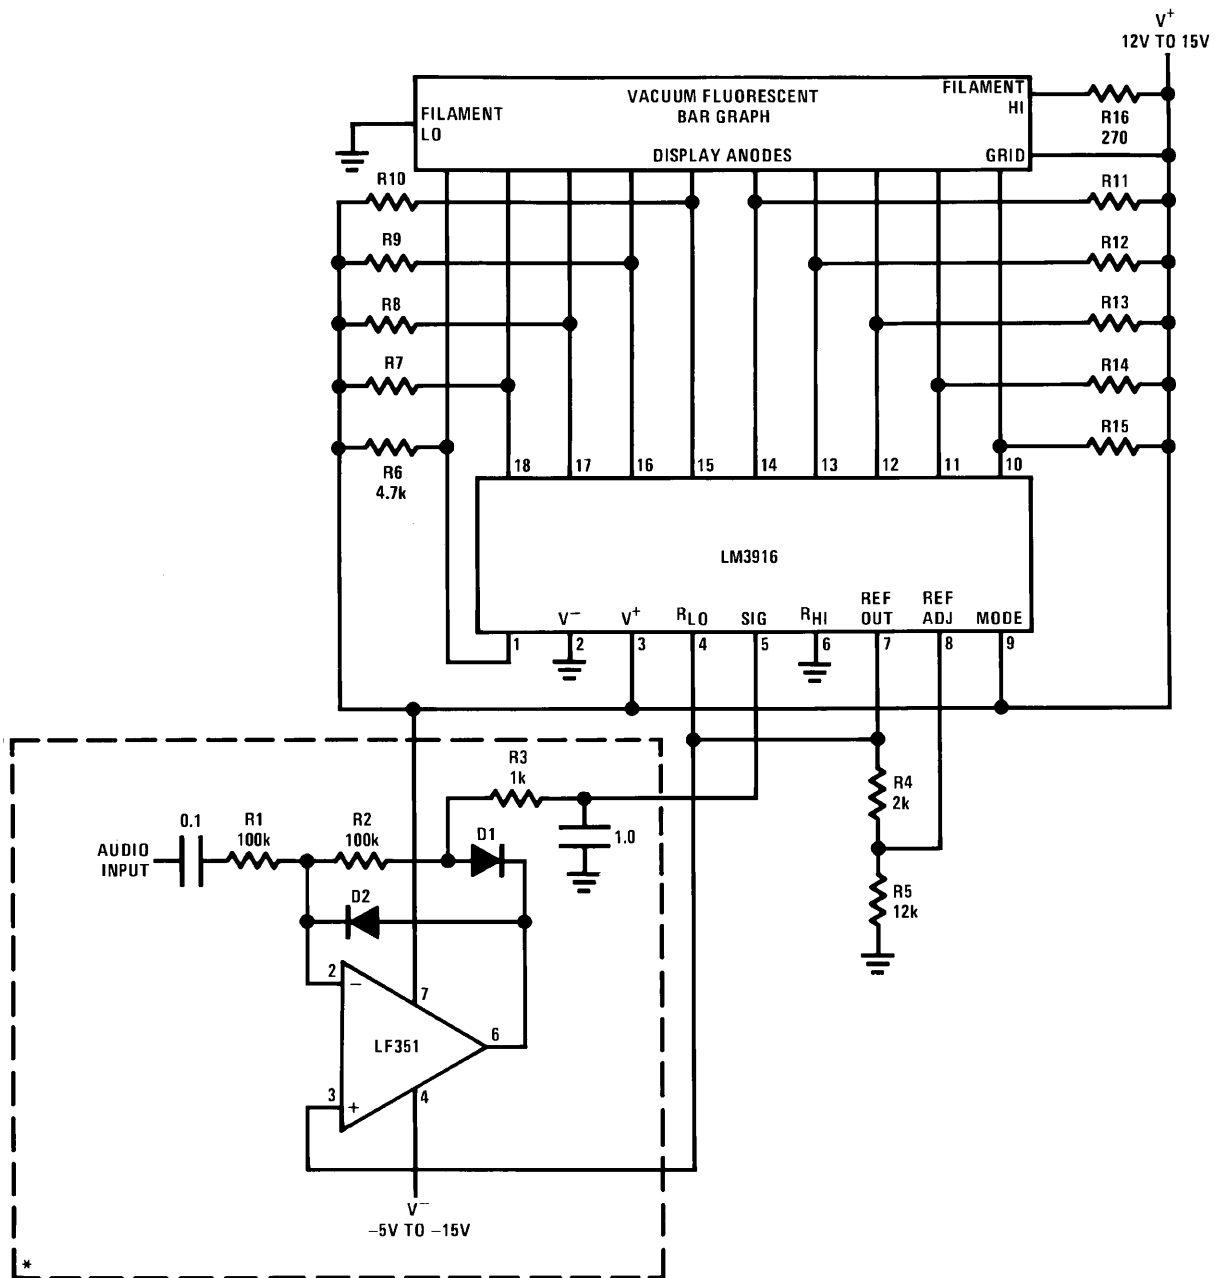 V+
12V TO 15V
VACUUM FLUORESCENT
BAR GRAPH
FILAMENT
LO
FILAMENT
HI
DISPLAY ANODES
GRID
R16
270
R10
R11
R9
R12
R8
R13
R7
R14
R6
4.7k
R15
18 17 16 15 14 13 12 11 10
LM3916
V− V+ RLO SIG RHI REF OUT REF ADJ MODE
1 2 3 4 5 6 7 8 9
R3
1k
R4
2k
0.1
R1
100k
R2
100k
D1
1.0
AUDIO
INPUT
D2
R5
12k
2
−
7
LF351
6
3
+
4
V−
−5V TO −15V
*